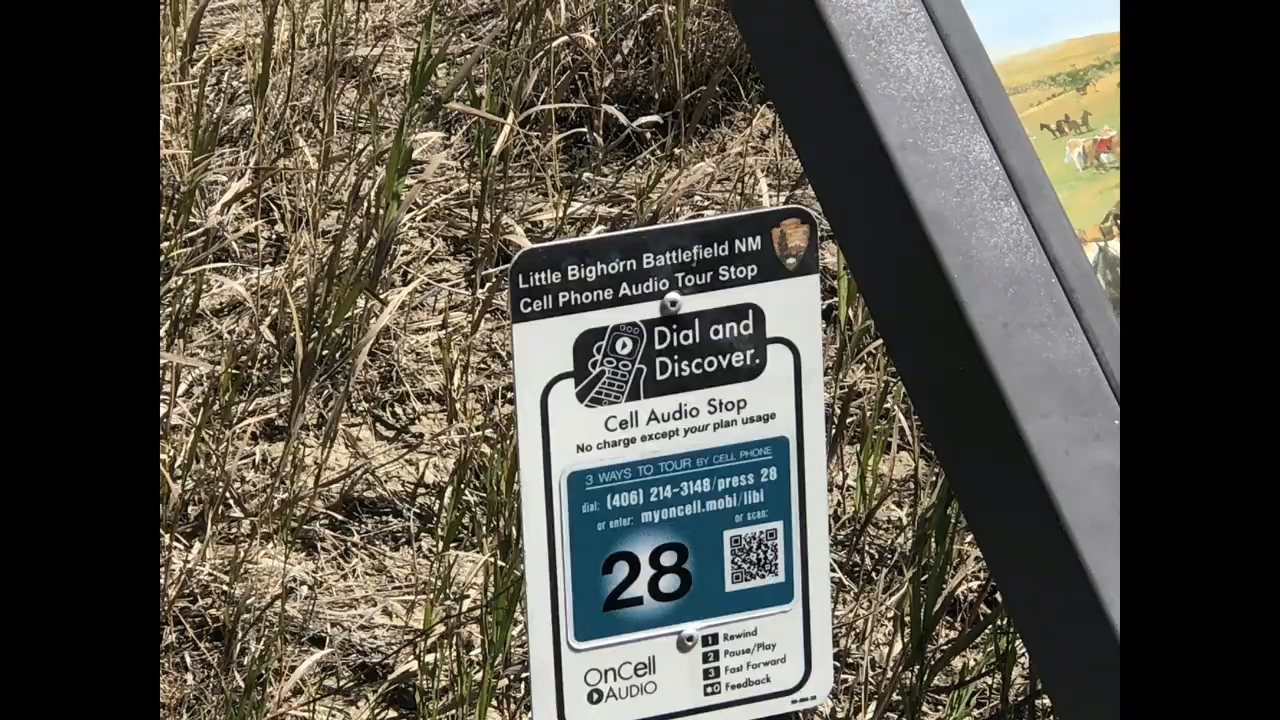 Little Bighorn Battlefield NM
Cell Phone Audio Tour Stop
Dial and
Discover.
Cell Audio Stop
No charge except your plan usage
3 WAYS TO TOUR BY CELL PHONE
dial: (406) 214-3148/press 28
or enter: myoncell.mobi/libi
or scan:
28
1 Rewind
2 Pause/Play
3 Fast Forward
*0 Feedback
OnCell
AUDIO